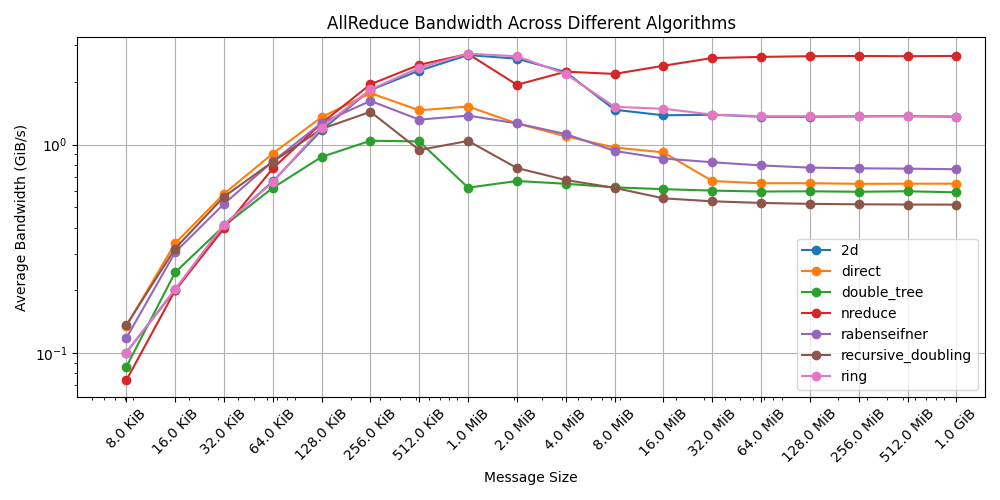 AllReduce Bandwidth Across Different Algorithms
Average Bandwidth (GiB/s)
10⁰
10⁻¹
2d
direct
double_tree
nreduce
rabenseifner
recursive_doubling
ring
8.0 KiB
16.0 KiB
32.0 KiB
64.0 KiB
128.0 KiB
256.0 KiB
512.0 KiB
1.0 MiB
2.0 MiB
4.0 MiB
8.0 MiB
16.0 MiB
32.0 MiB
64.0 MiB
128.0 MiB
256.0 MiB
512.0 MiB
1.0 GiB
Message Size